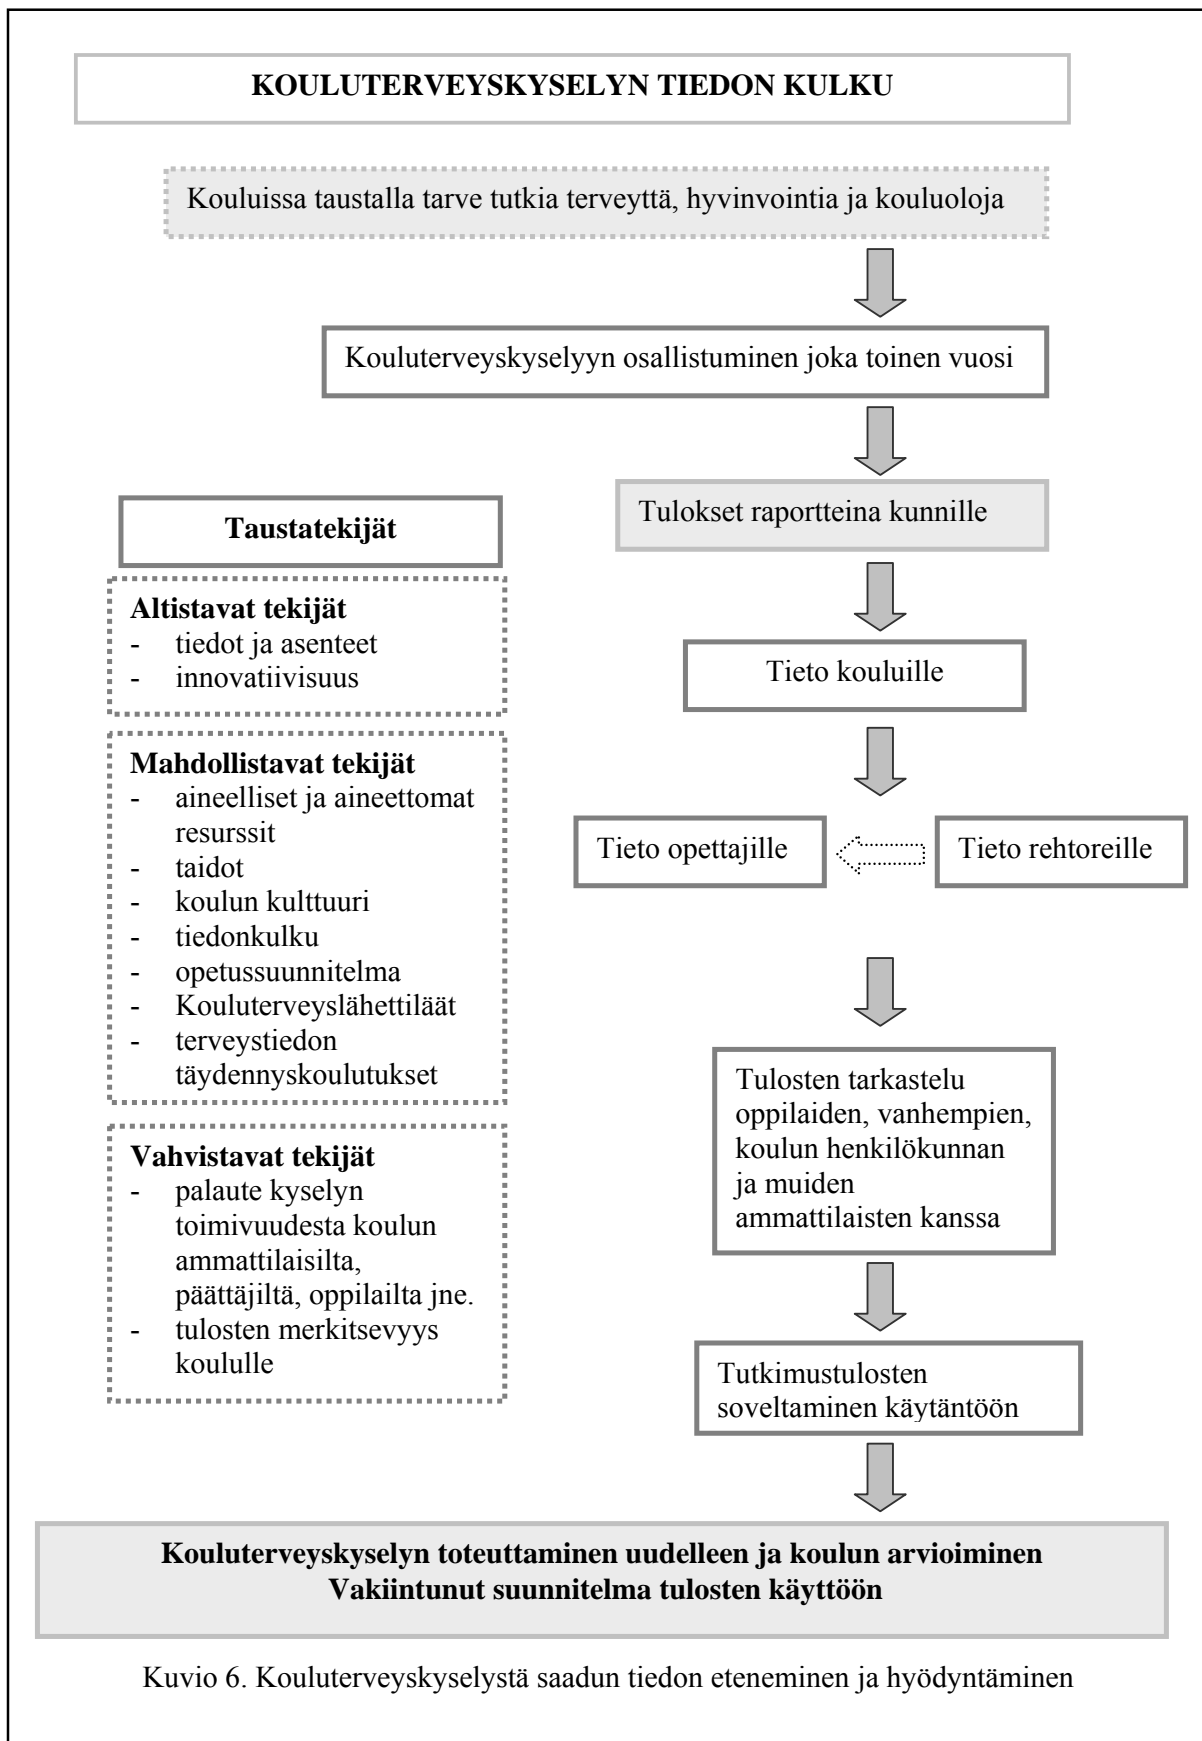 KOULUTERVEYSKYSELYN TIEDON KULKU
Kouluissa taustalla tarve tutkia terveyttä, hyvinvointia ja kouluoloja
Kouluterveyskyselyyn osallistuminen joka toinen vuosi
Tulokset raportteina kunnille
Tieto kouluille
Tieto opettajille
Tieto rehtoreille
Tulosten tarkastelu
oppilaiden, vanhempien,
koulun henkilökunnan
ja muiden
ammattilaisten kanssa
Tutkimustulosten
soveltaminen käytäntöön
Taustatekijät
Altistavat tekijät
- tiedot ja asenteet
- innovatiivisuus
Mahdollistavat tekijät
- aineelliset ja aineettomat
resurssit
- taidot
- koulun kulttuuri
- tiedonkulku
- opetussuunnitelma
- Kouluterveyslähettiläät
- terveystiedon
täydennyskoulutukset
Vahvistavat tekijät
- palaute kyselyn
toimivuudesta koulun
ammattilaisilta,
päättäjiltä, oppilailta jne.
- tulosten merkitsevyys
koululle
Kouluterveyskyselyn toteuttaminen uudelleen ja koulun arvioiminen
Vakiintunut suunnitelma tulosten käyttöön
Kuvio 6. Kouluterveyskyselystä saadun tiedon eteneminen ja hyödyntäminen